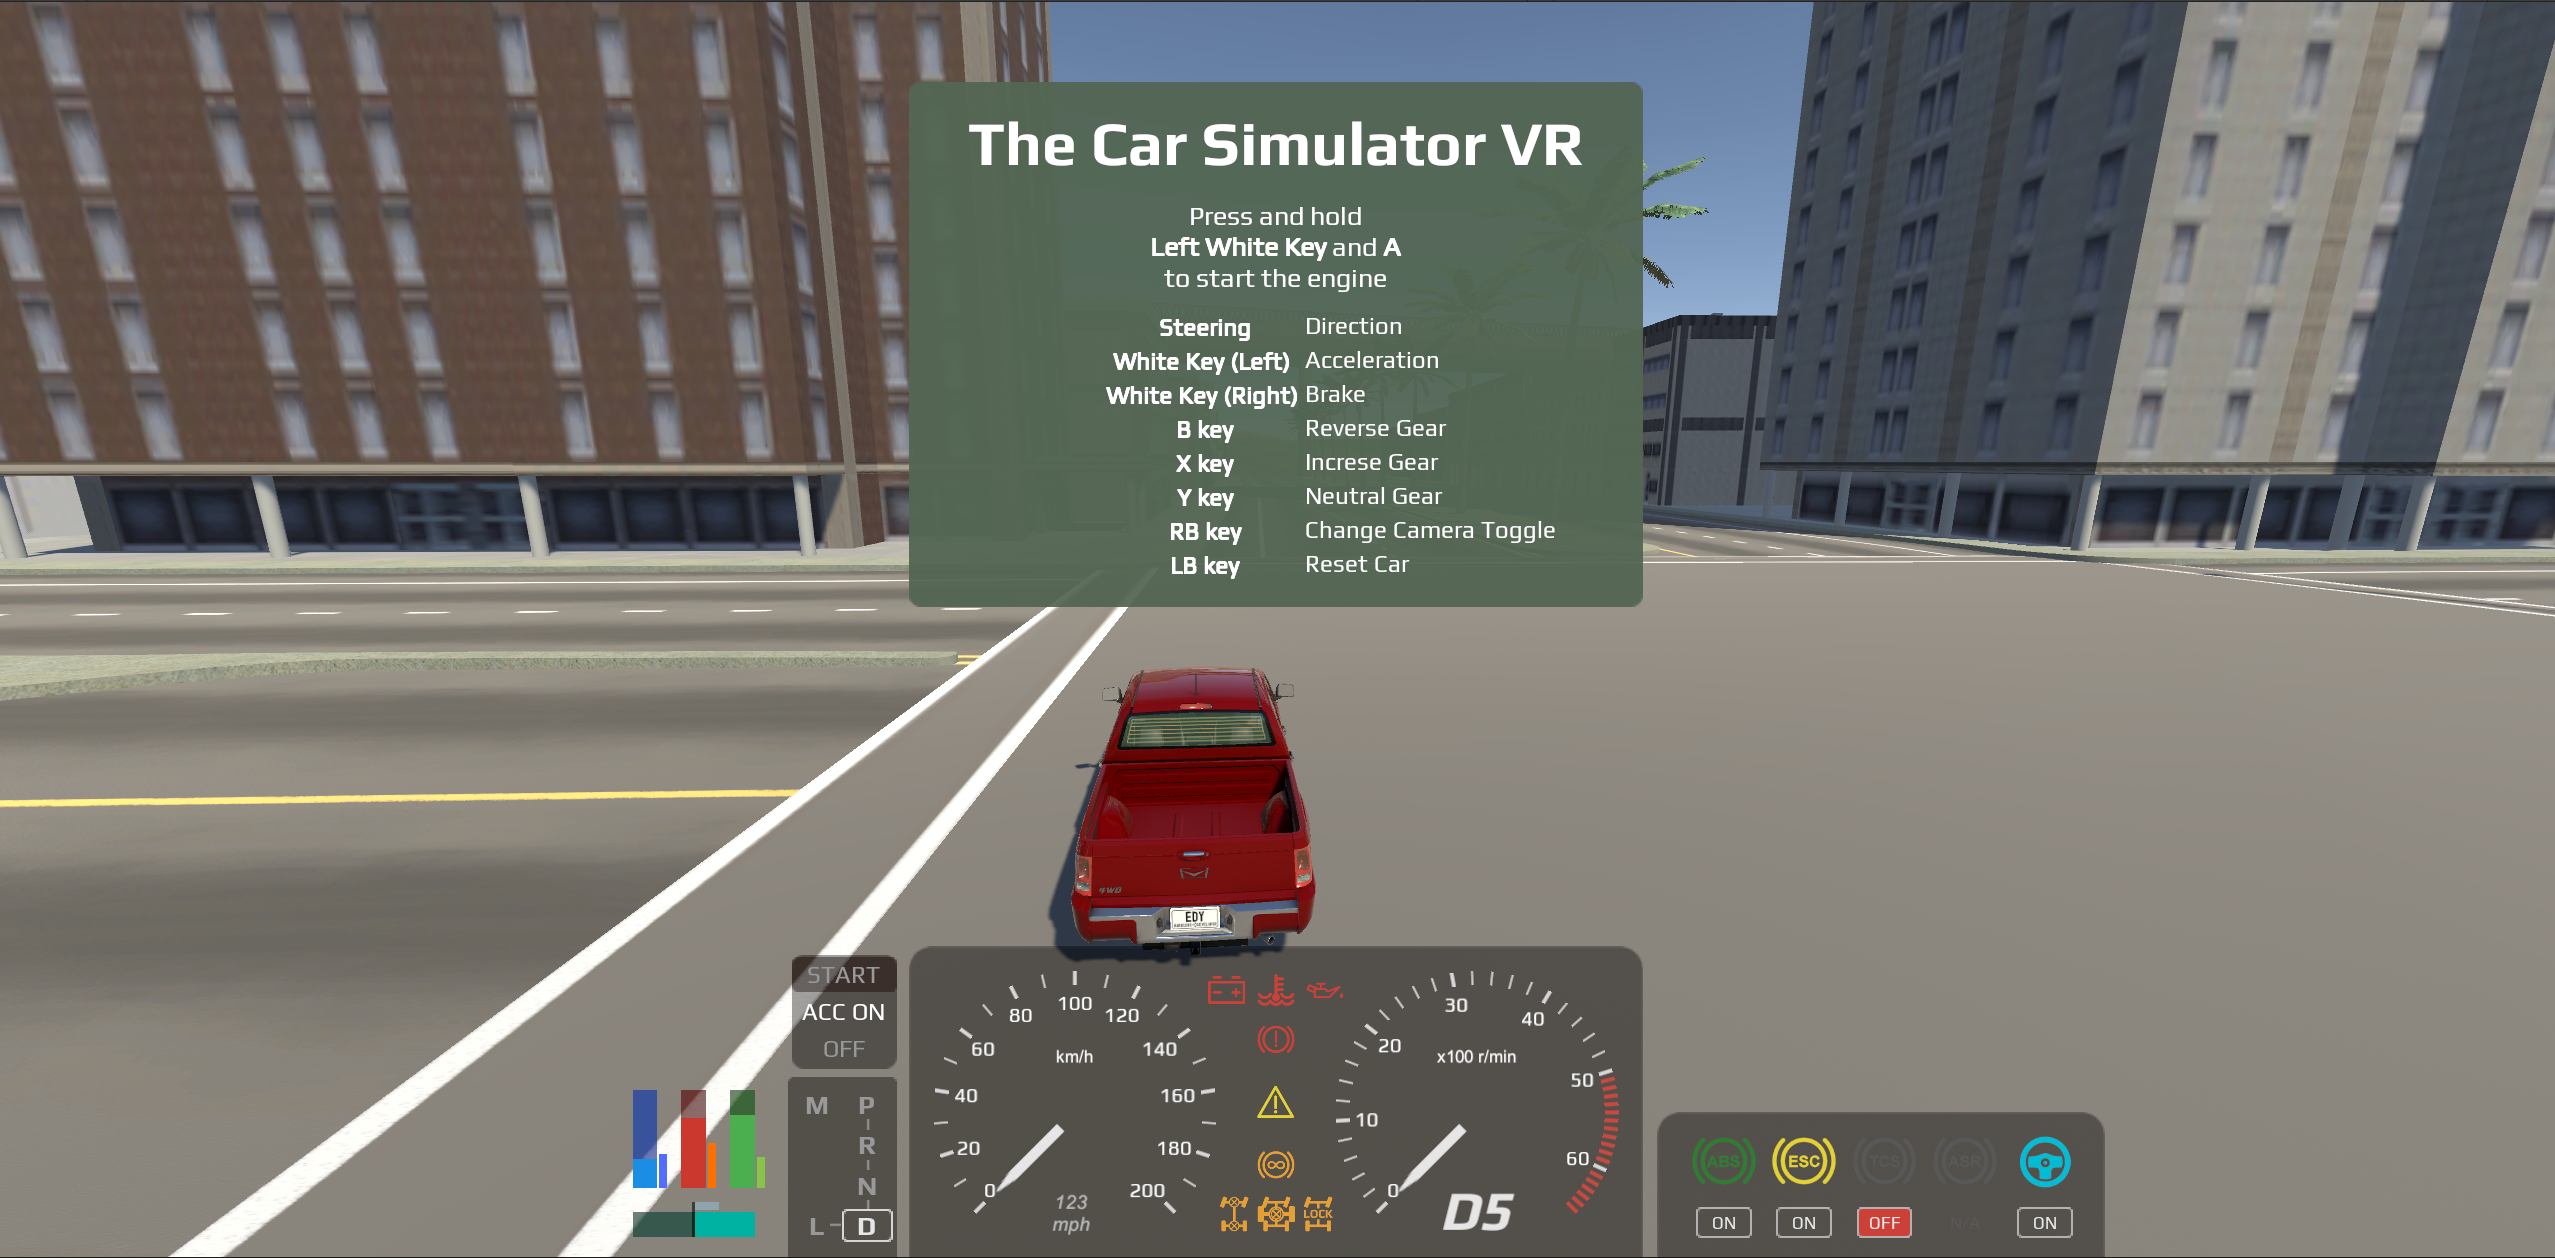 The Car Simulator VR
Press and hold
Left White Key and A
to start the engine
Steering Direction
White Key (Left) Acceleration
White Key (Right) Brake
B key Reverse Gear
X key Increse Gear
Y key Neutral Gear
RB key Change Camera Toggle
LB key Reset Car
4WD
EDY
START
ACC ON
OFF
M P
R
N
L D
0
20
40
60
80
100
120
140
160
180
200
km/h
123
mph
LOCK
0
10
20
30
40
50
60
x100 r/min
D5
ABS ESC TCS ASR
ON ON OFF N/A ON